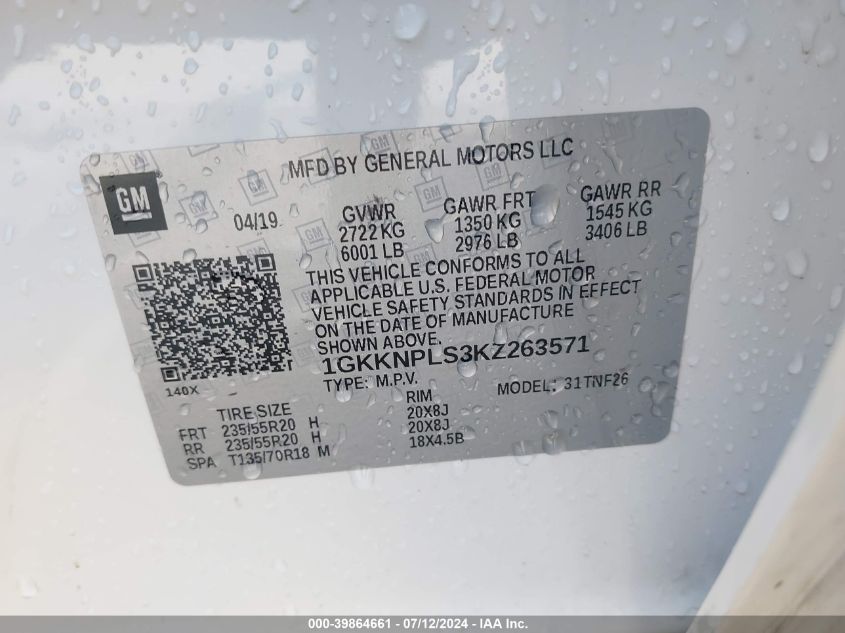 MFD BY GENERAL MOTORS LLC
GM
04/19
GVWR
2722 KG
6001 LB
GAWR FRT
1350 KG
2976 LB
GAWR RR
1545 KG
3406 LB
THIS VEHICLE CONFORMS TO ALL
APPLICABLE U.S. FEDERAL MOTOR
VEHICLE SAFETY STANDARDS IN EFFECT
ON THE DATE OF MANUFACTURE
SHOWN ABOVE.
1GKKNPLS3KZ263571
140X
TYPE: M.P.V.
MODEL: 31TNF26
TIRE SIZE
RIM
FRT 235/55R20 H 20X8J
RR 235/55R20 H 20X8J
SPA T135/70R18 M 18X4.5B
000-39864661 - 07/12/2024 - IAA Inc.